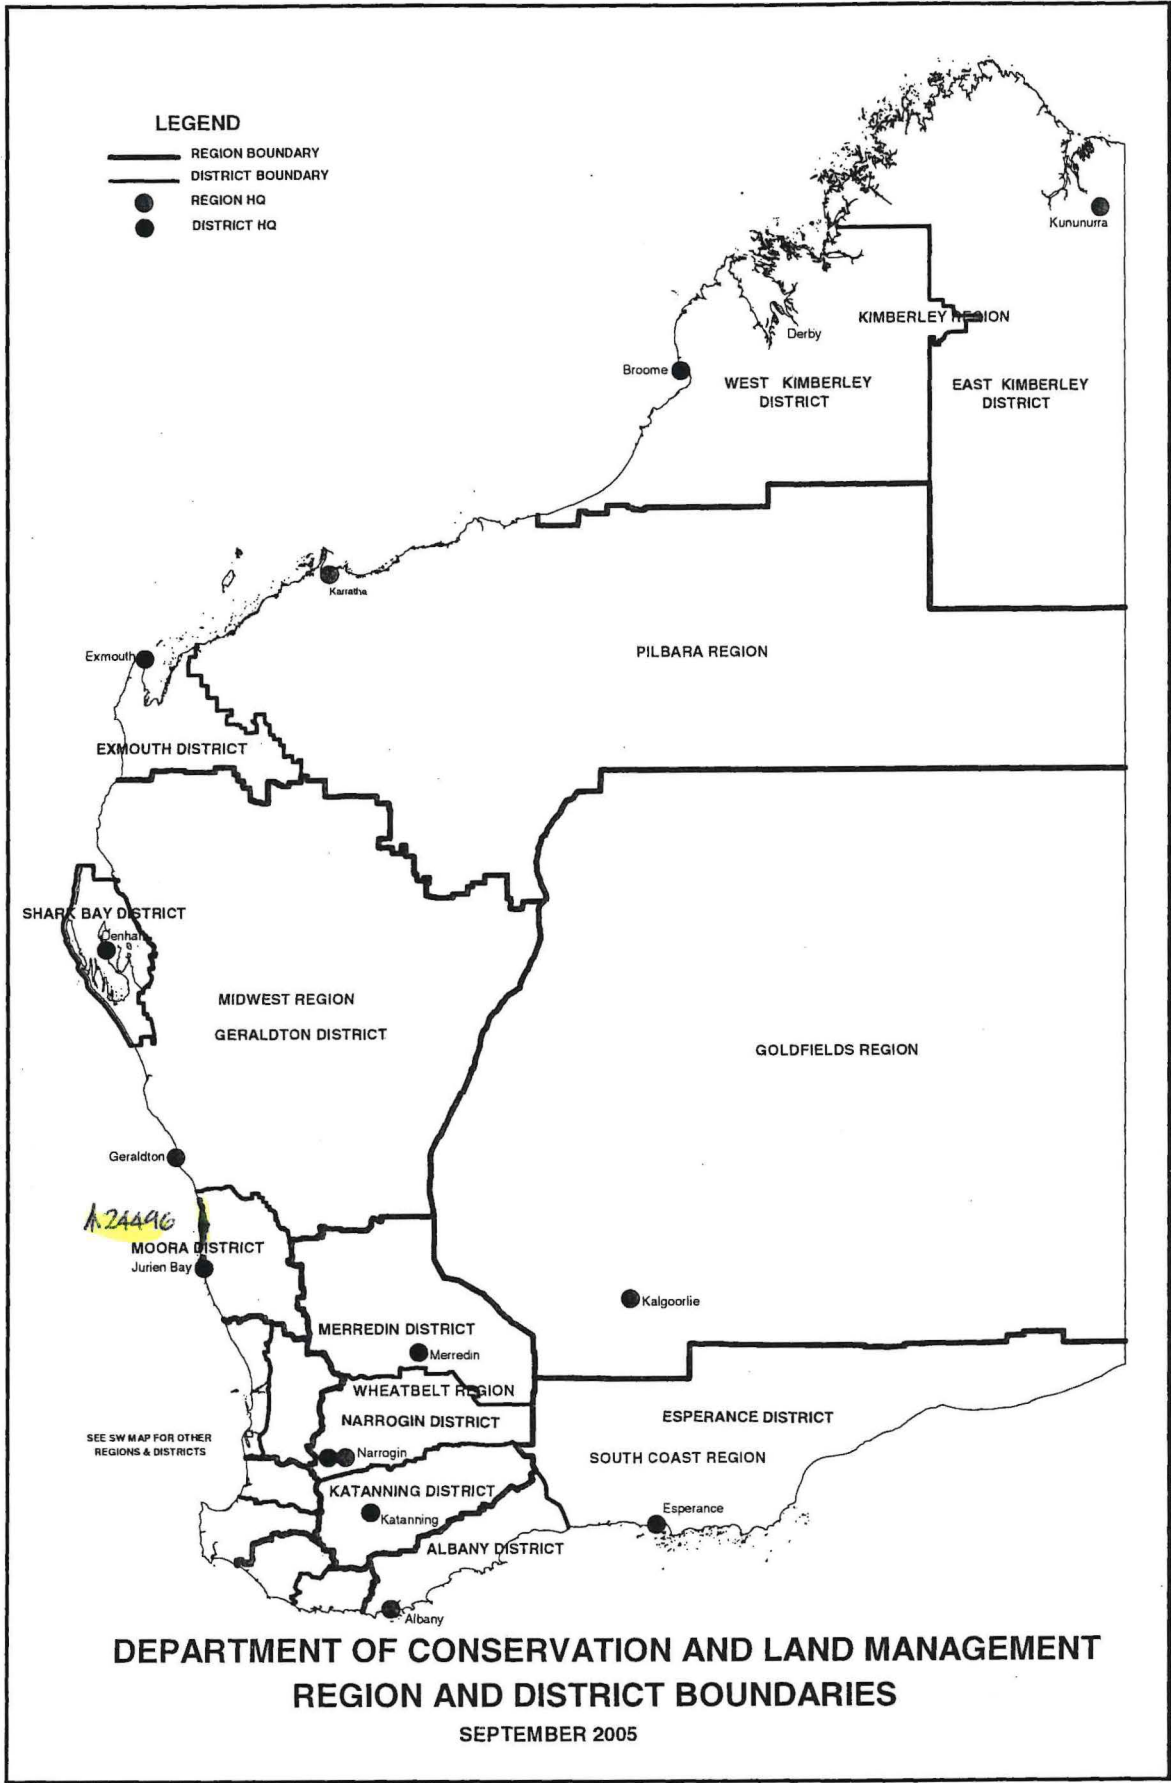 LEGEND
REGION BOUNDARY
DISTRICT BOUNDARY
REGION HQ
DISTRICT HQ
Kununurra
KIMBERLEY REGION
Derby
Broome
WEST KIMBERLEY
DISTRICT
EAST KIMBERLEY
DISTRICT
Karratha
Exmouth
PILBARA REGION
EXMOUTH DISTRICT
SHARK BAY DISTRICT
Denham
MIDWEST REGION
GERALDTON DISTRICT
GOLDFIELDS REGION
Geraldton
A24496
MOORA DISTRICT
Jurien Bay
Kalgoorlie
MERREDIN DISTRICT
Merredin
WHEATBELT REGION
NARROGIN DISTRICT
ESPERANCE DISTRICT
SEE SW MAP FOR OTHER
REGIONS & DISTRICTS
Narrogin
SOUTH COAST REGION
KATANNING DISTRICT
Katanning
Esperance
ALBANY DISTRICT
Albany
DEPARTMENT OF CONSERVATION AND LAND MANAGEMENT
REGION AND DISTRICT BOUNDARIES
SEPTEMBER 2005